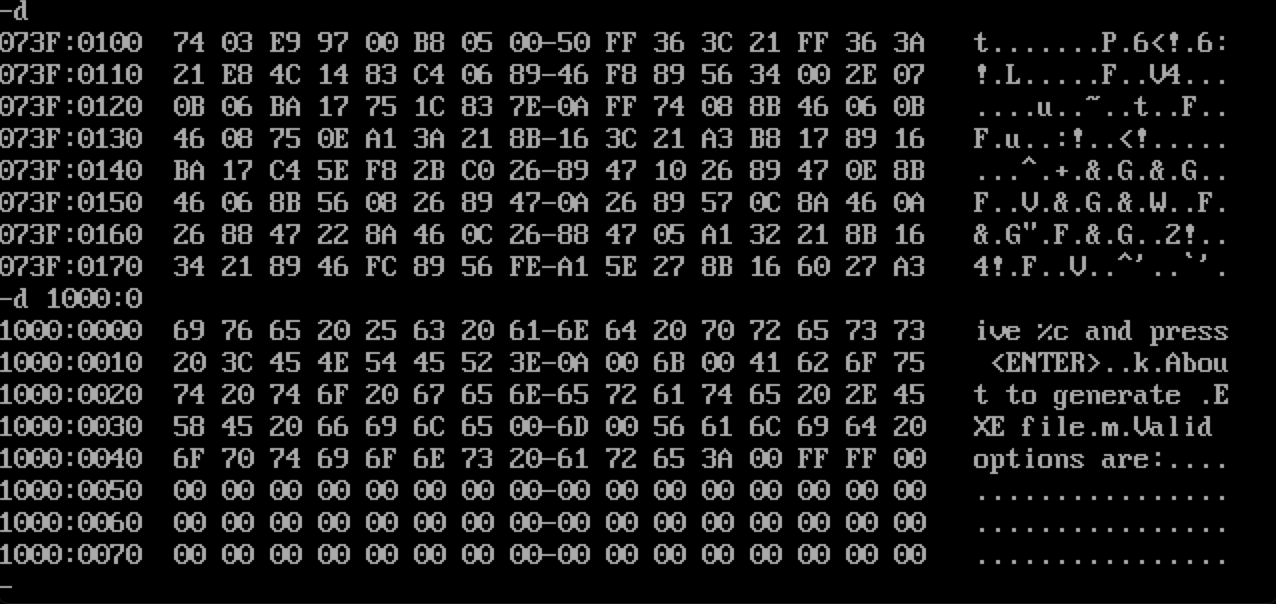 -d
073F:0100  74 03 E9 97 00 B8 05 00-50 FF 36 3C 21 FF 36 3A   t.......P.6<!.6:
073F:0110  21 E8 4C 14 83 C4 06 89-46 F8 89 56 34 00 2E 07   !.L.....F..V4...
073F:0120  0B 06 BA 17 75 1C 83 7E-0A FF 74 08 8B 46 06 0B   ....u..~..t..F..
073F:0130  46 08 75 0E A1 3A 21 8B-16 3C 21 A3 B8 17 89 16   F.u..:!..<!.....
073F:0140  BA 17 C4 5E F8 2B C0 26-89 47 10 26 89 47 0E 8B   ...^.+.&.G.&.G..
073F:0150  46 06 8B 56 08 26 89 47-0A 26 89 57 0C 8A 46 0A   F..V.&.G.&.W..F.
073F:0160  26 88 47 22 8A 46 0C 26-88 47 05 A1 32 21 8B 16   &.G".F.&.G..2!..
073F:0170  34 21 89 46 FC 89 56 FE-A1 5E 27 8B 16 60 27 A3   4!.F..V..^'..`'.
-d 1000:0
1000:0000  69 76 65 20 25 63 20 61-6E 64 20 70 72 65 73 73   ive %c and press
1000:0010  20 3C 45 4E 54 45 52 3E-0A 00 6B 00 41 62 6F 75    <ENTER>..k.Abou
1000:0020  74 20 74 6F 20 67 65 6E-65 72 61 74 65 20 2E 45   t to generate .E
1000:0030  58 45 20 66 69 6C 65 00-6D 00 56 61 6C 69 64 20   XE file.m.Valid
1000:0040  6F 70 74 69 6F 6E 73 20-61 72 65 3A 00 FF FF 00   options are:....
1000:0050  00 00 00 00 00 00 00 00-00 00 00 00 00 00 00 00   ................
1000:0060  00 00 00 00 00 00 00 00-00 00 00 00 00 00 00 00   ................
1000:0070  00 00 00 00 00 00 00 00-00 00 00 00 00 00 00 00   ................
-